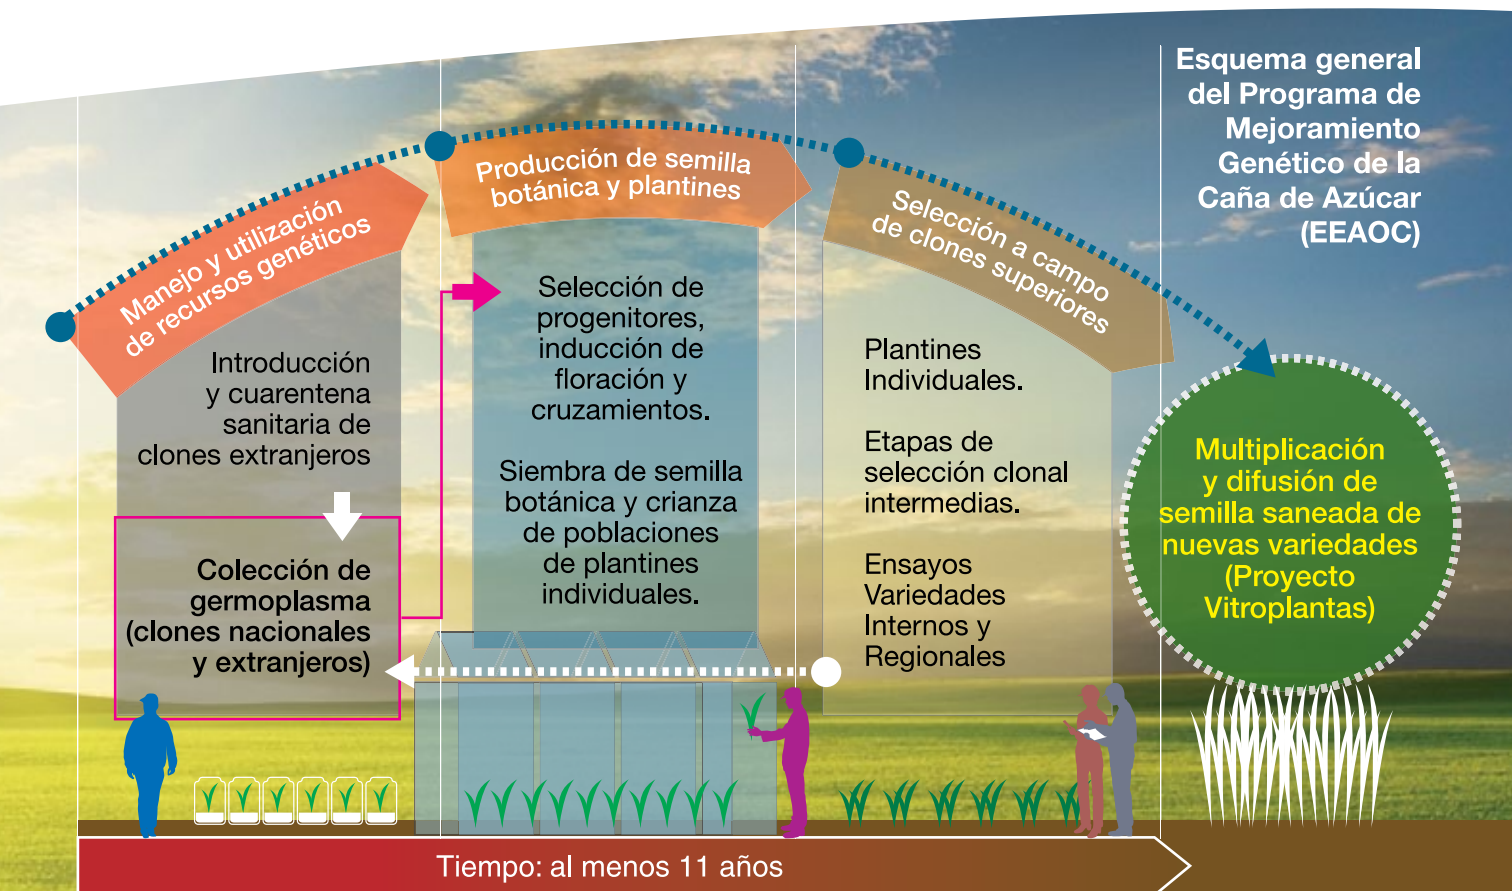 Esquema general
del Programa de
Mejoramiento
Genético de la
Caña de Azúcar
(EEAOC)
Manejo y utilización
de recursos genéticos
Introducción
y cuarentena
sanitaria de
clones extranjeros
Colección de
germoplasma
(clones nacionales
y extranjeros)
Producción de semilla
botánica y plantines
Selección de
progenitores,
inducción de
floración y
cruzamientos.
Siembra de semilla
botánica y crianza
de poblaciones
de plantines
individuales.
Selección a campo
de clones superiores
Plantines
Individuales.
Etapas de
selección clonal
intermedias.
Ensayos
Variedades
Internos y
Regionales
Multiplicación
y difusión de
semilla saneada de
nuevas variedades
(Proyecto
Vitroplantas)
Tiempo: al menos 11 años